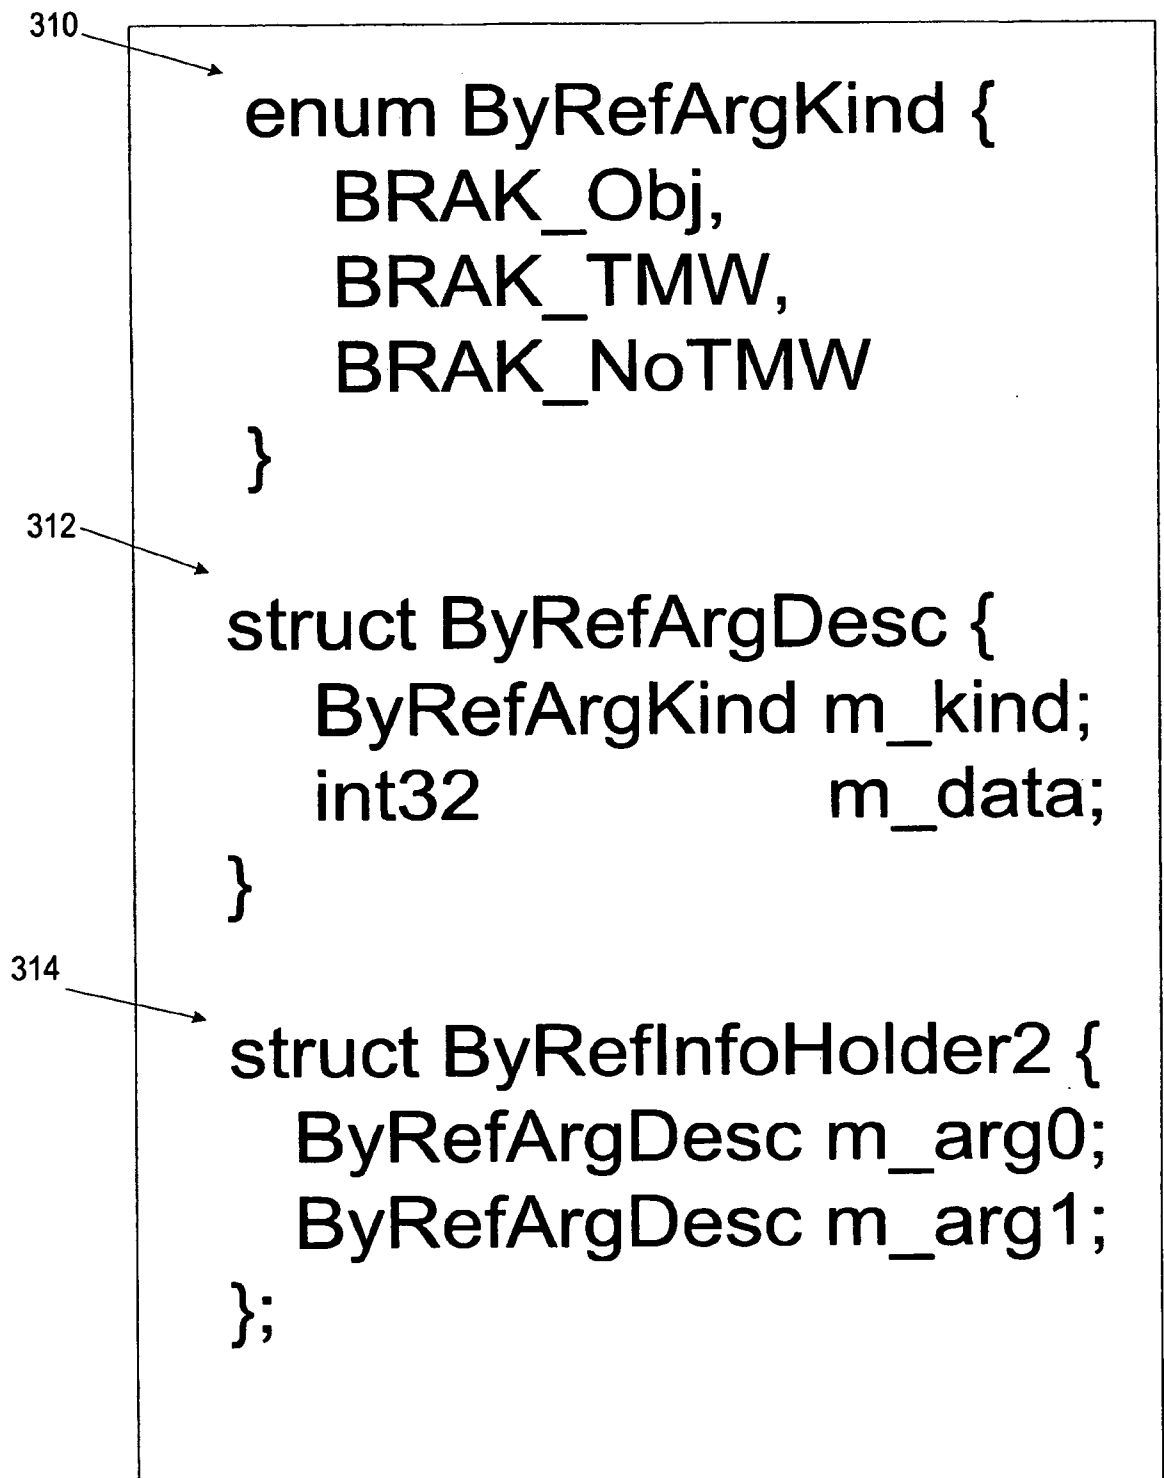 310
enum ByRefArgKind {
BRAK_Obj,
BRAK_TMW,
BRAK_NoTMW
}
312
struct ByRefArgDesc {
ByRefArgKind m_kind;
int32 m_data;
}
314
struct ByRefInfoHolder2 {
ByRefArgDesc m_arg0;
ByRefArgDesc m_arg1;
};